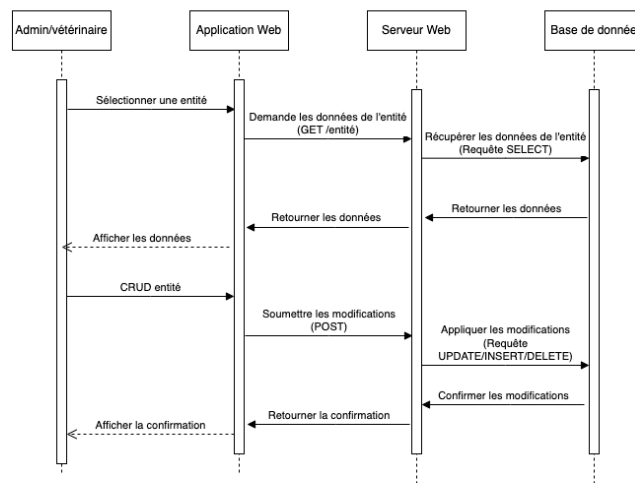 Admin/vétérinaire
Application Web
Serveur Web
Base de donnée
Sélectionner une entité
Demande les données de l'entité
(GET /entité)
Récupérer les données de l'entité
(Requête SELECT)
Retourner les données
Retourner les données
Afficher les données
CRUD entité
Soumettre les modifications
(POST)
Appliquer les modifications
(Requête
UPDATE/INSERT/DELETE)
Confirmer les modifications
Retourner la confirmation
Afficher la confirmation